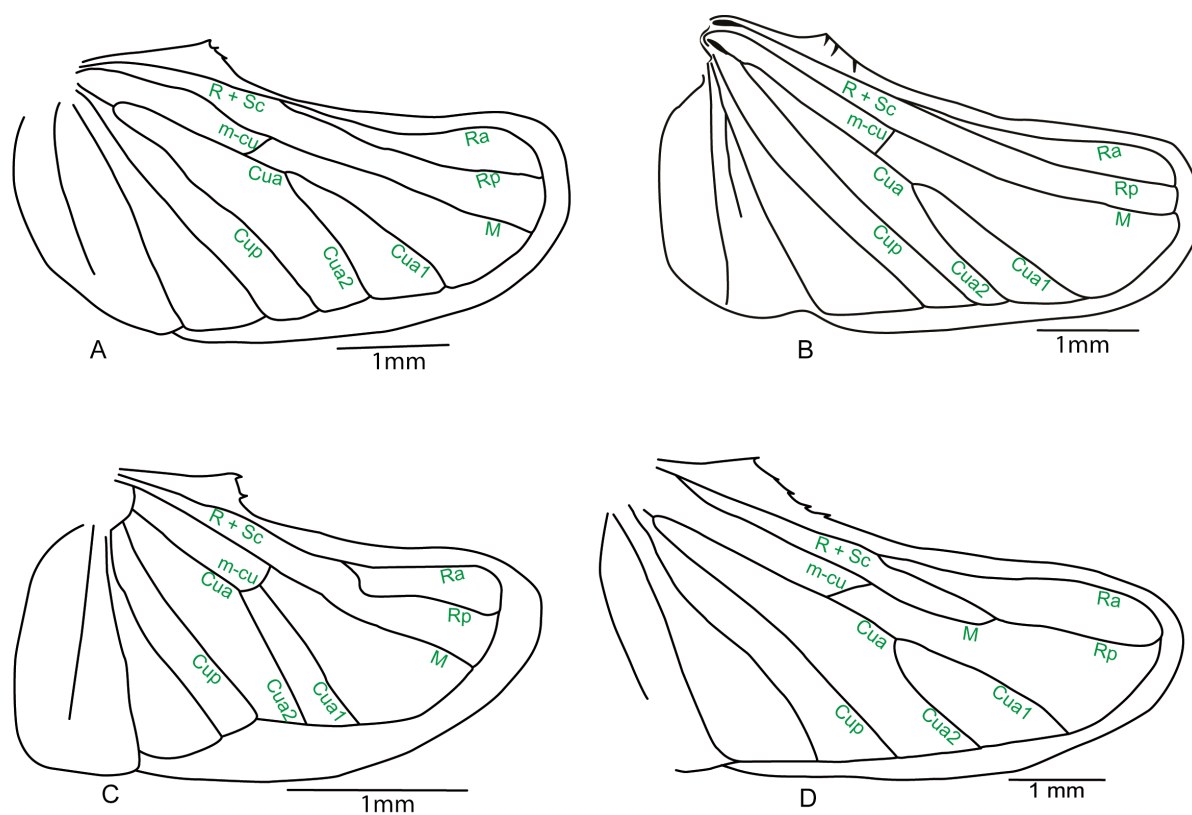 R + Sc
m-cu
Cua
Ra
Rp
M
Cup
Cua2
Cua1
A
1mm
R + Sc
m-cu
Cua
Ra
Rp
M
Cup
Cua2
Cua1
B
1mm
R + Sc
m-cu
Cua
Ra
Rp
M
Cup
Cua2
Cua1
C
1mm
R + Sc
m-cu
Cua
M
Ra
Rp
Cup
Cua2
Cua1
D
1 mm